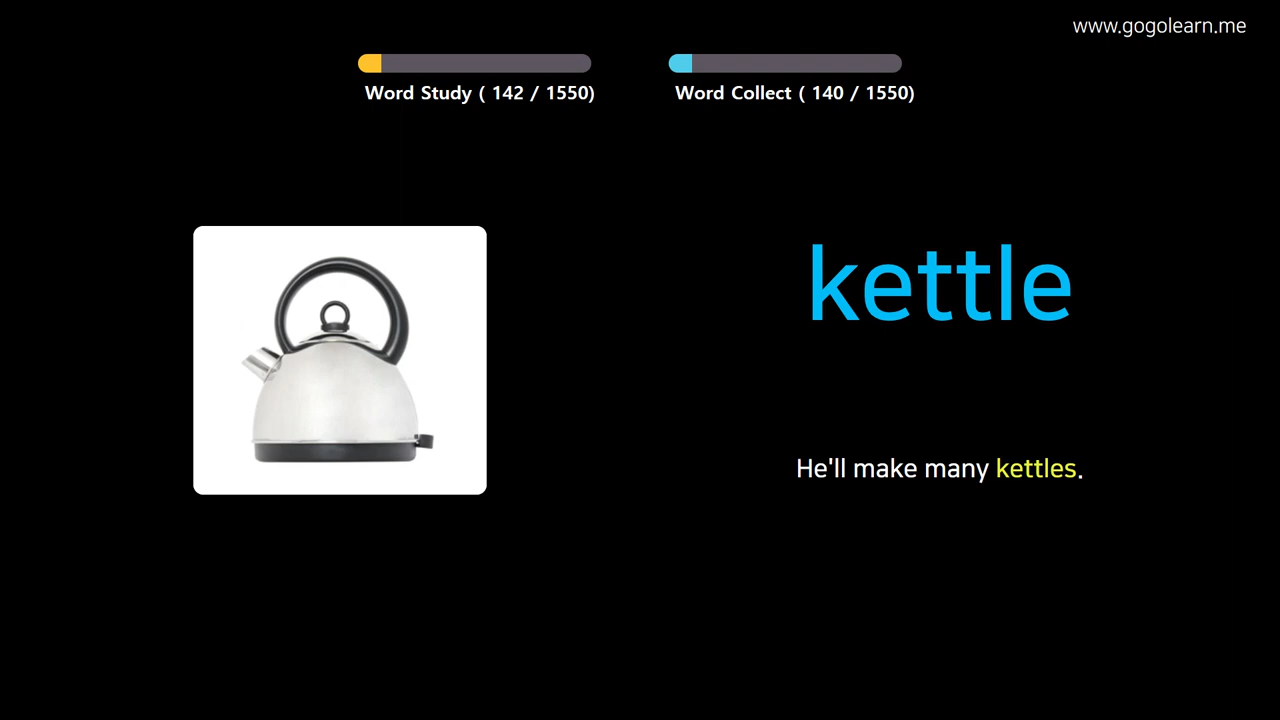 www.gogolearn.me
Word Study ( 142 / 1550)
Word Collect ( 140 / 1550)
kettle
He'll make many kettles.